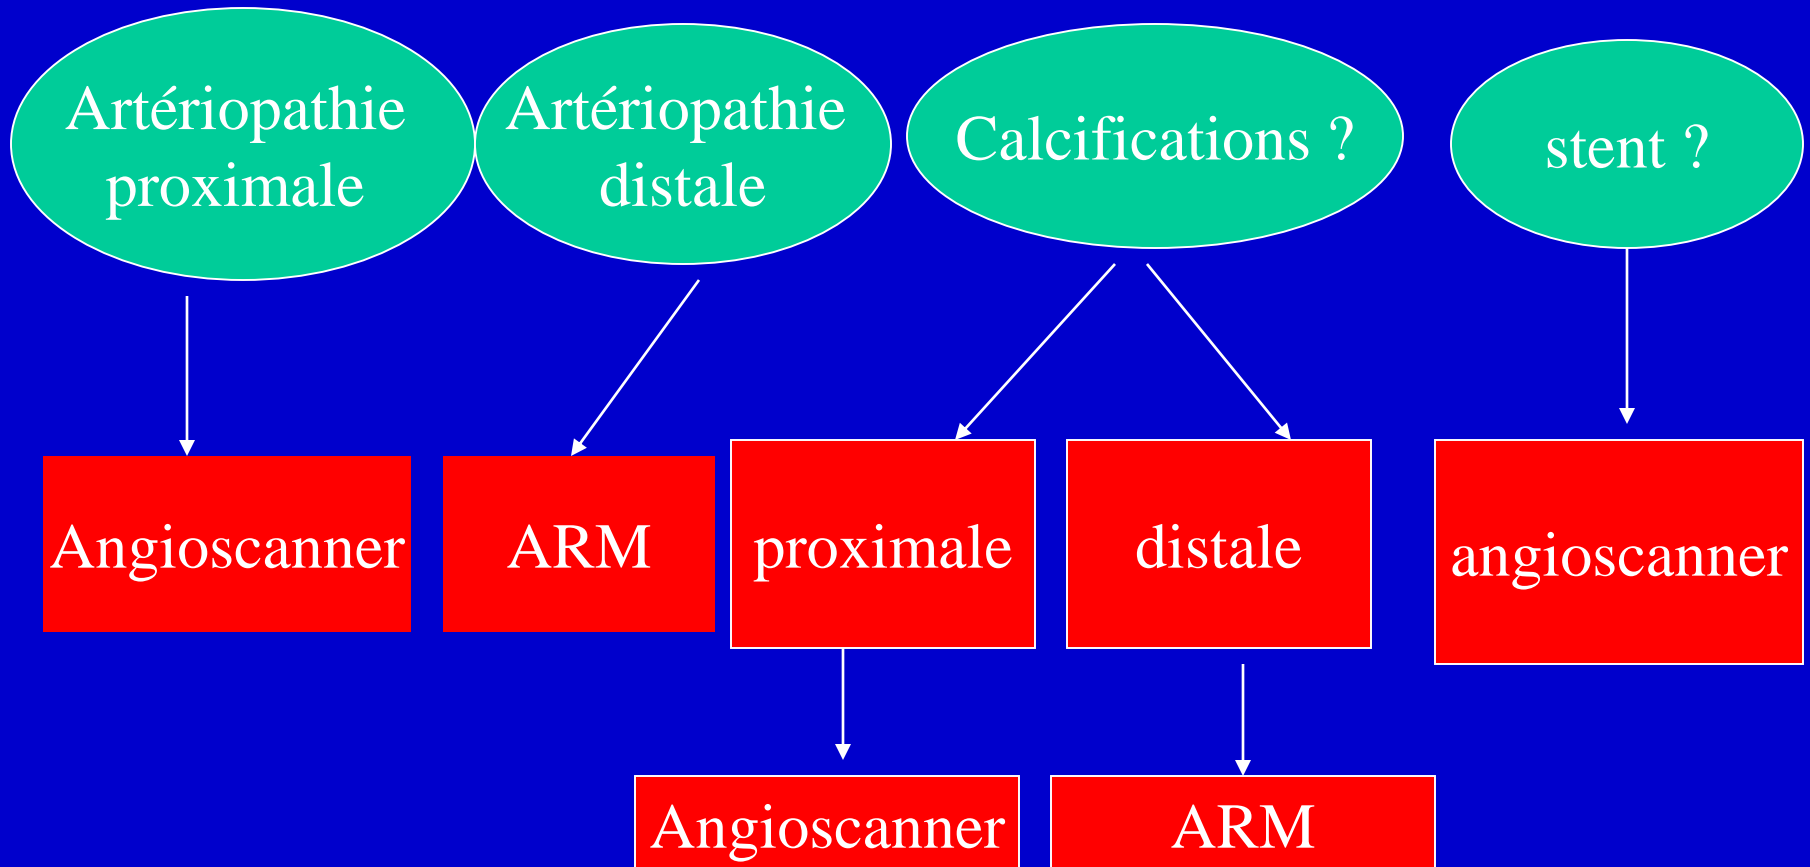 Artériopathie
proximale
Artériopathie
distale
Calcifications ?
stent ?
Angioscanner
ARM
proximale
distale
angioscanner
Angioscanner
ARM